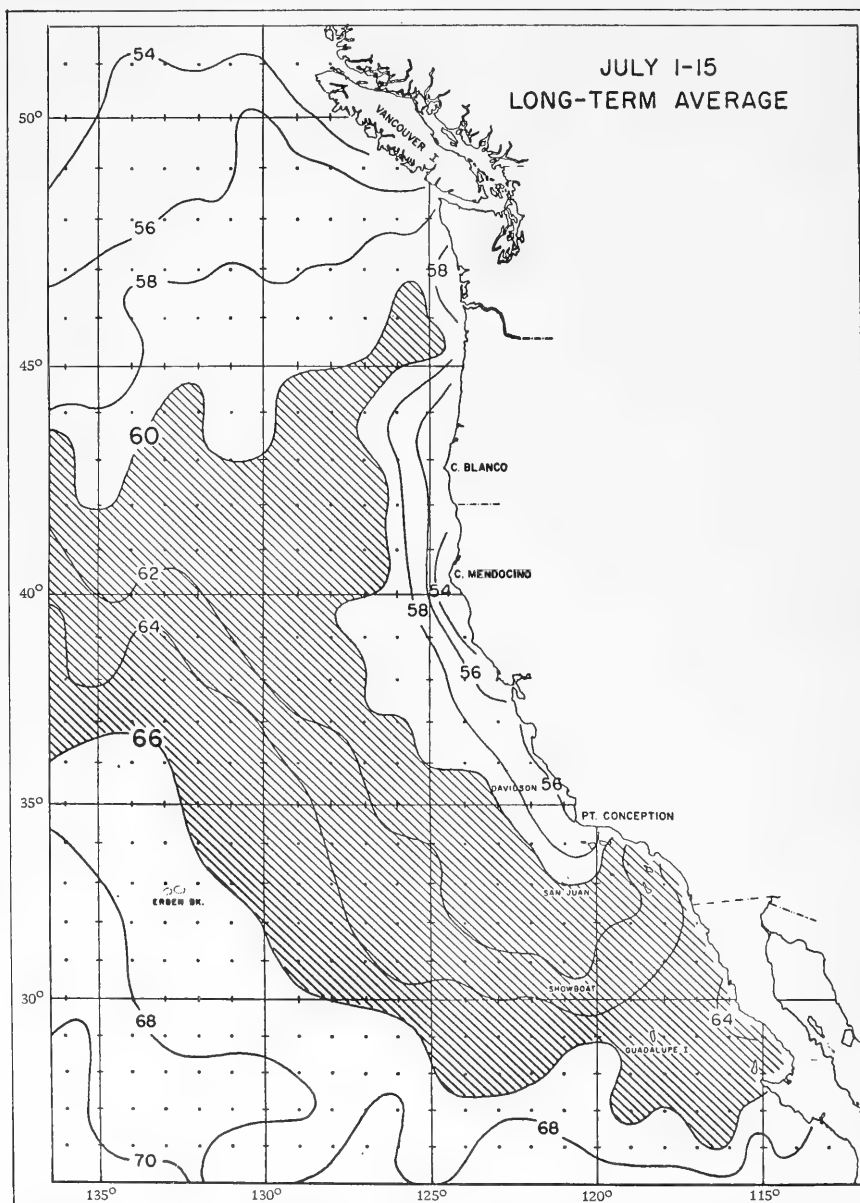 JULY 1-15
LONG-TERM AVERAGE
54
50°
VANCOUVER I.
56
58
58
45°
60
C. BLANCO
C. MENDOCINO
62
40°
54
58
64
56
66
DAVIDSON
56
35°
PT. CONCEPTION
ERBEN BK.
SAN JUAN
SHOWBOAT
30°
64
68
GUADALUPE I.
68
70
135°
130°
125°
120°
115°